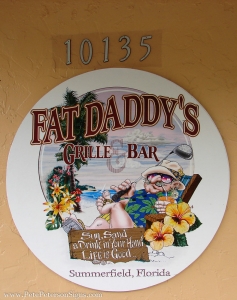 10135
FAT DADDY'S
GRILLE & BAR
Sun, Sand
a Drink in Your Hand
Life is Good...
Summerfield, Florida